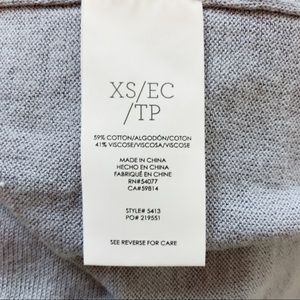 XS/EC
/TP
59% COTTON/ALGODÓN/COTON
41% VISCOSE/VISCOSA/VISCOSE
MADE IN CHINA
HECHO EN CHINA
FABRIQUÉ EN CHINE
RN#54077
CA#59814
STYLE# 5413
PO# 219551
SEE REVERSE FOR CARE